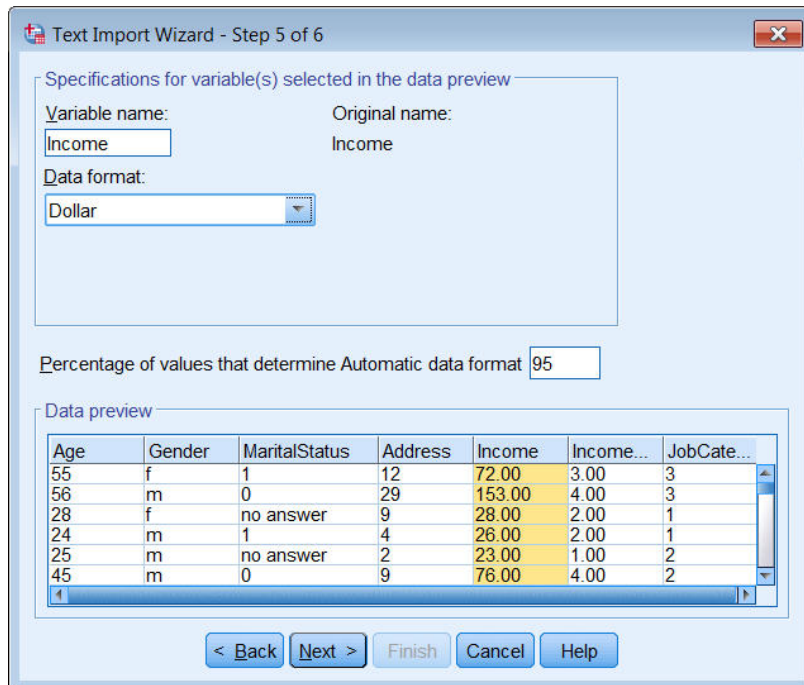 Text Import Wizard - Step 5 of 6
Specifications for variable(s) selected in the data preview
Variable name: Original name:
Income Income
Data format:
Dollar
Percentage of values that determine Automatic data format 95
Data preview
Age Gender MaritalStatus Address Income Income... JobCate...
55 f 1 12 72.00 3.00 3
56 m 0 29 153.00 4.00 3
28 f no answer 9 28.00 2.00 1
24 m 1 4 26.00 2.00 1
25 m no answer 2 23.00 1.00 2
45 m 0 9 76.00 4.00 2
< Back Next > Finish Cancel Help